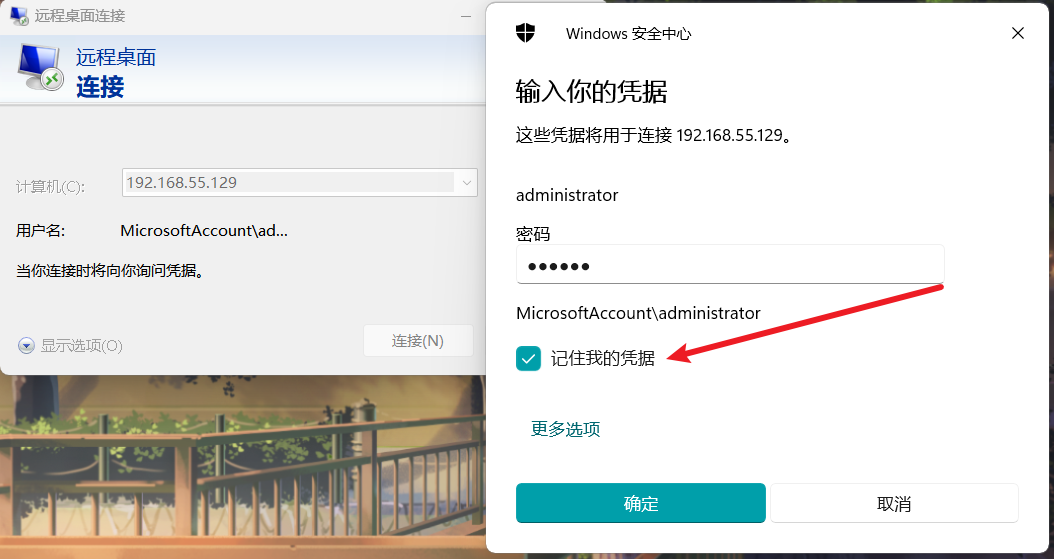 远程桌面连接
远程桌面
连接
计算机(C):
192.168.55.129
用户名:
MicrosoftAccount\ad...
当你连接时将向你询问凭据。
显示选项(O)
连接(N)
Windows 安全中心
输入你的凭据
这些凭据将用于连接 192.168.55.129。
administrator
密码
●●●●●●
MicrosoftAccount\administrator
记住我的凭据
更多选项
确定
取消